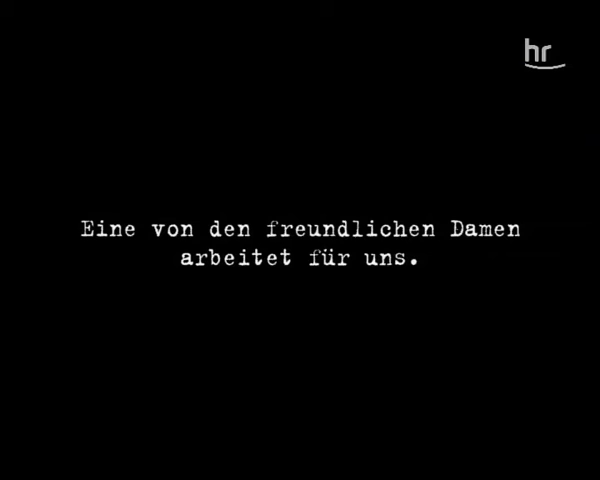 hr
Eine von den freundlichen Damen
arbeitet für uns.